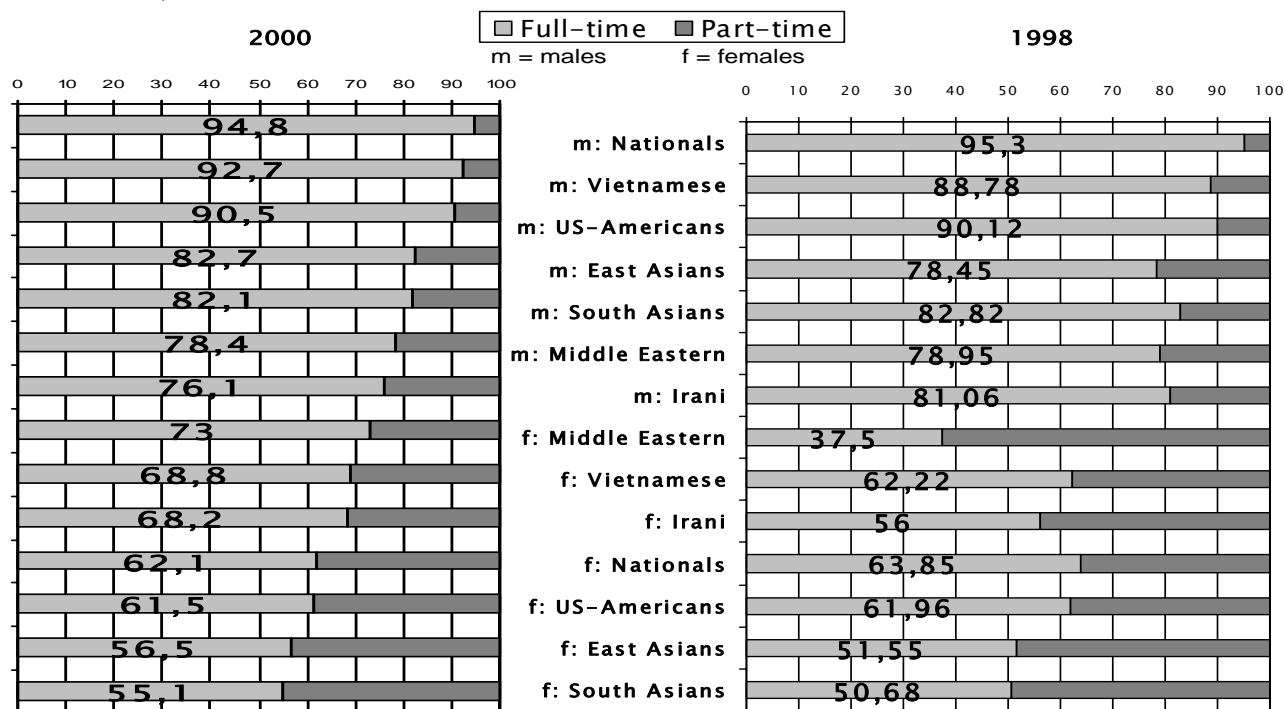 Full-time Part-time
2000
1998
m = males f = females
0 10 20 30 40 50 60 70 80 90 100
0 10 20 30 40 50 60 70 80 90 100
94,8
m: Nationals 95,3
92,7
m: Vietnamese 88,78
90,5
m: US-Americans 90,12
82,7
m: East Asians 78,45
82,1
m: South Asians 82,82
78,4
m: Middle Eastern 78,95
76,1
m: Irani 81,06
73
f: Middle Eastern 37,5
68,8
f: Vietnamese 62,22
68,2
f: Irani 56
62,1
f: Nationals 63,85
61,5
f: US-Americans 61,96
56,5
f: East Asians 51,55
55,1
f: South Asians 50,68